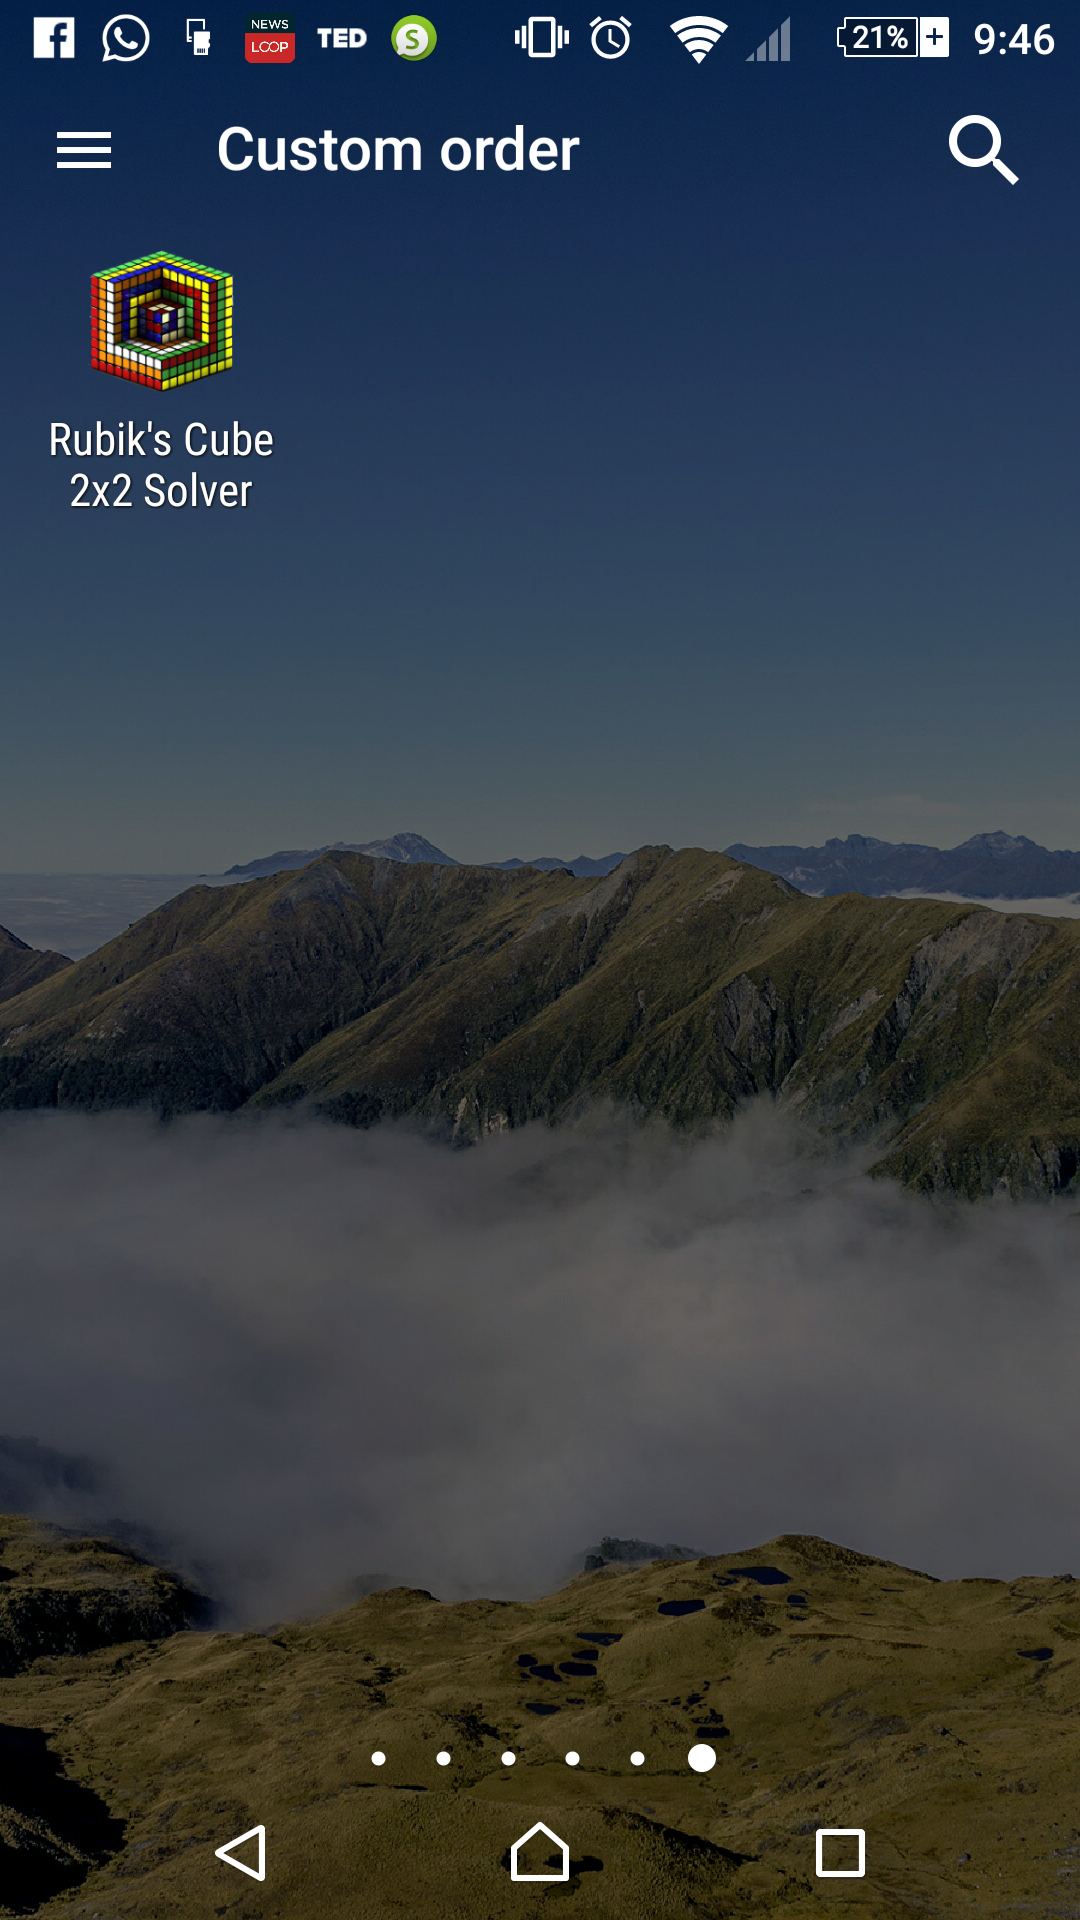 NEWS
LOOP
TED
S
21%
9:46
Custom order
Rubik's Cube
2x2 Solver